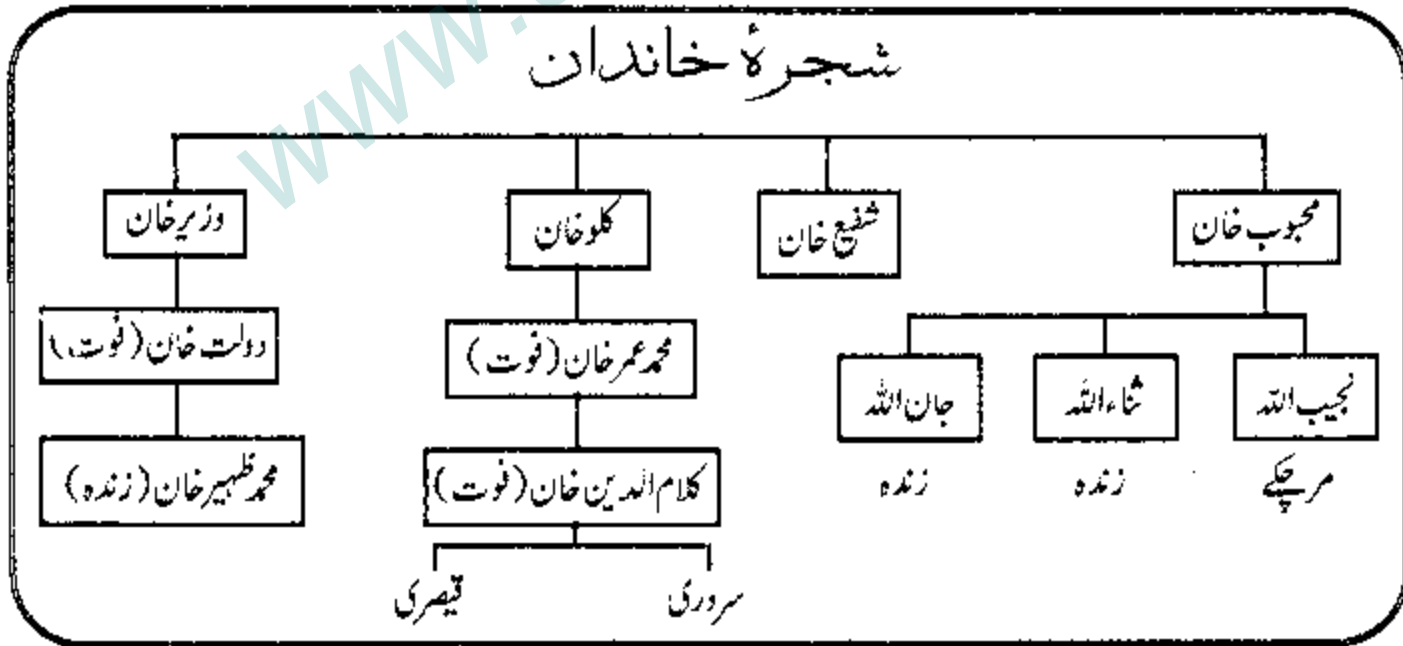 شجرۂ خاندان
محبوب خان
شفیع خان
کلو خان
وزیر خان
نجیب اللہ
ثناء اللہ
جان اللہ
محمد عمر خان (فوت)
دولت خان (فوت)
مر چکے
زندہ
زندہ
کلام الدین خان (فوت)
محمد ظہیر خان (زندہ)
سروری
قیصری
www.